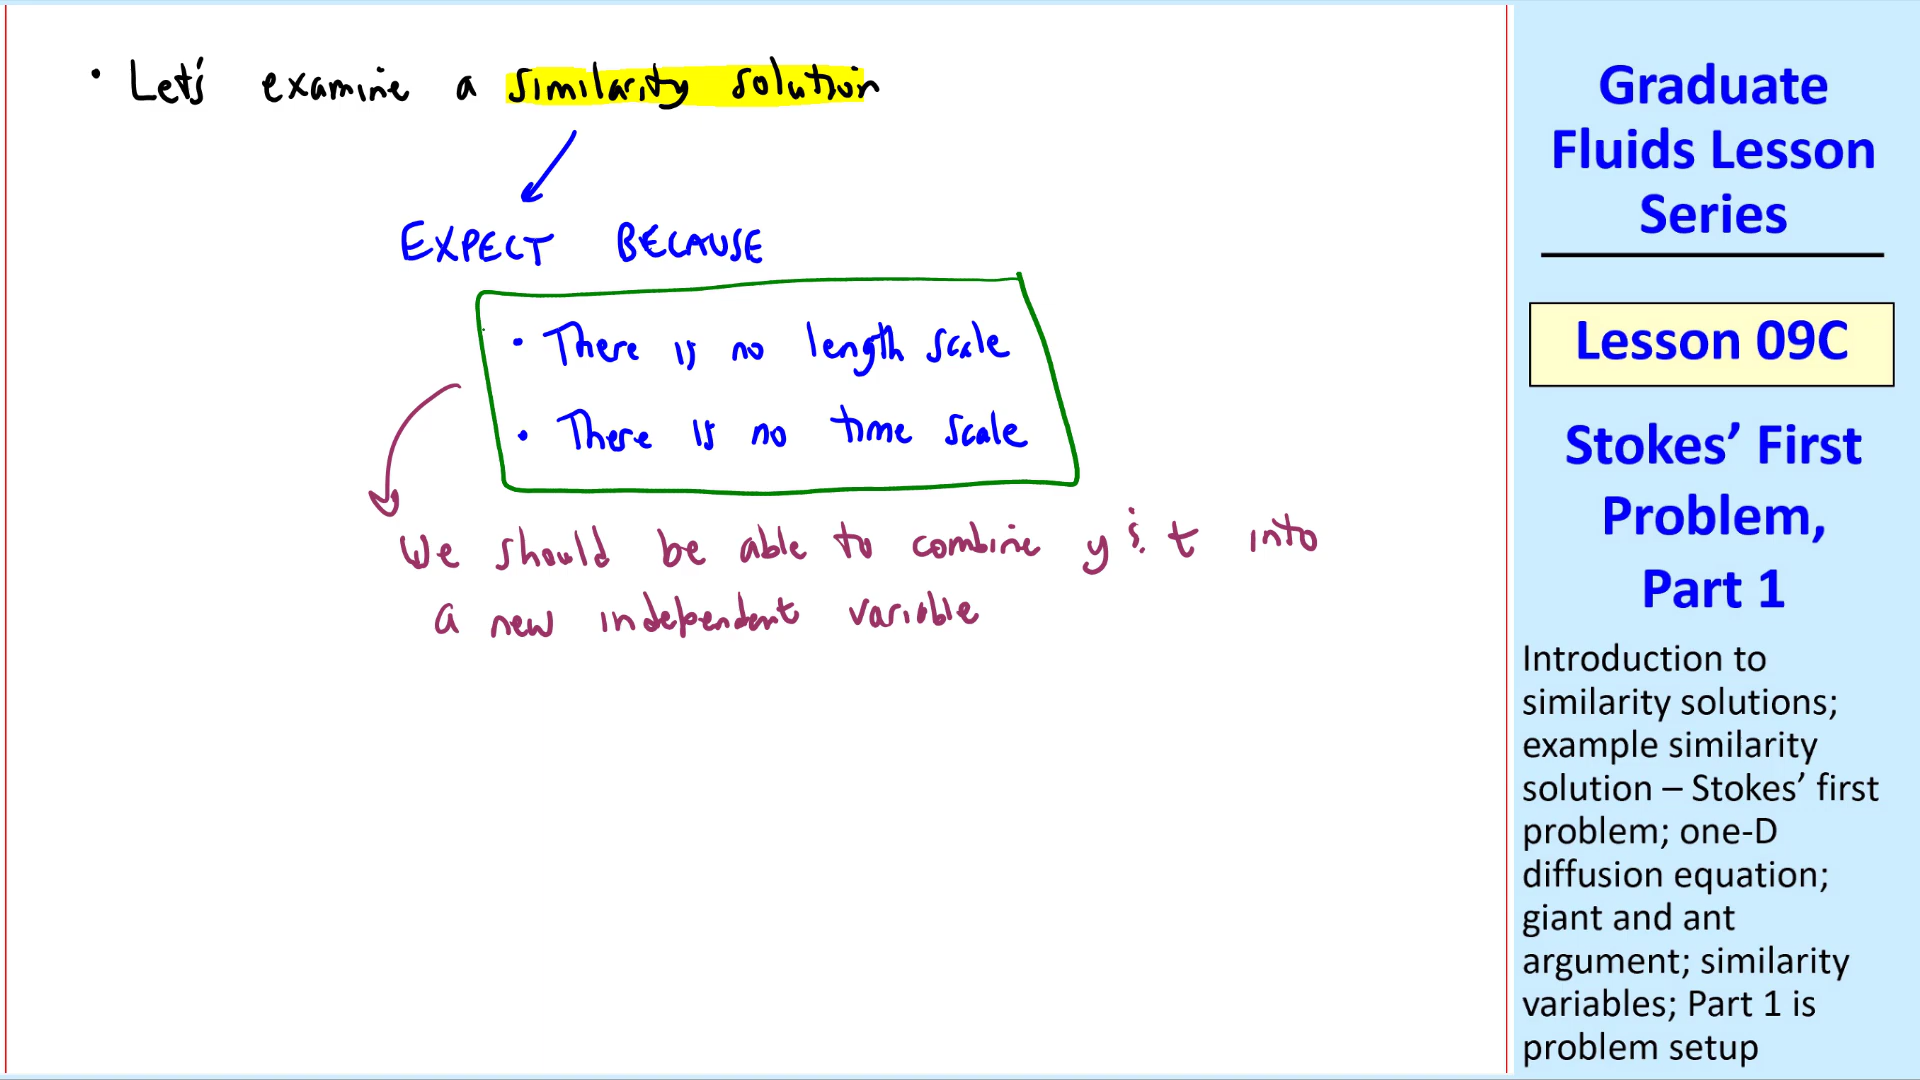 • Let's examine a similarity solution
EXPECT BECAUSE
• There is no length scale
• There is no time scale
We should be able to combine y & t into
a new independent variable
Graduate
Fluids Lesson
Series
Lesson 09C
Stokes’ First
Problem,
Part 1
Introduction to
similarity solutions;
example similarity
solution – Stokes’ first
problem; one-D
diffusion equation;
giant and ant
argument; similarity
variables; Part 1 is
problem setup